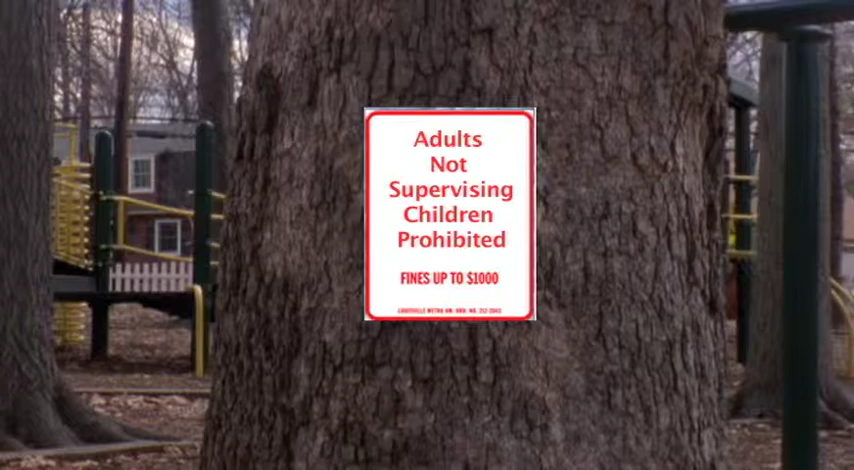 Adults
Not
Supervising
Children
Prohibited
FINES UP TO $1000